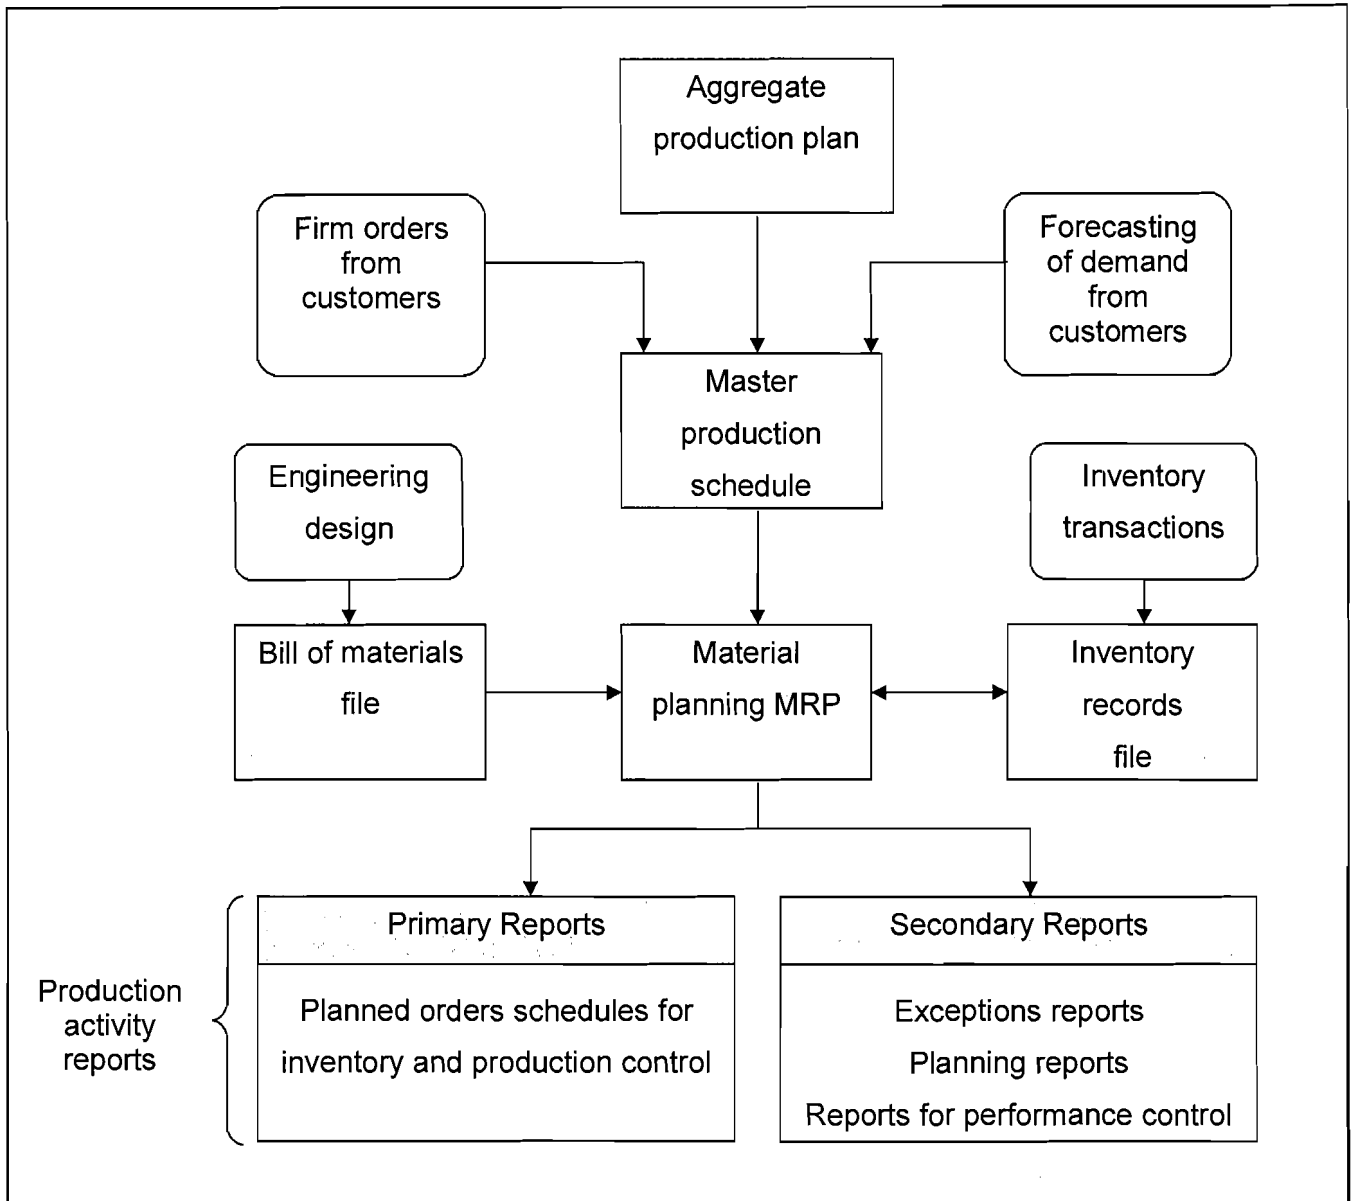 Aggregate
production plan
Firm orders
from
customers
Forecasting
of demand
from
customers
Master
production
schedule
Engineering
design
Inventory
transactions
Bill of materials
file
Material
planning MRP
Inventory
records
file
Primary Reports
Secondary Reports
Production
activity
reports
Planned orders schedules for
inventory and production control
Exceptions reports
Planning reports
Reports for performance control